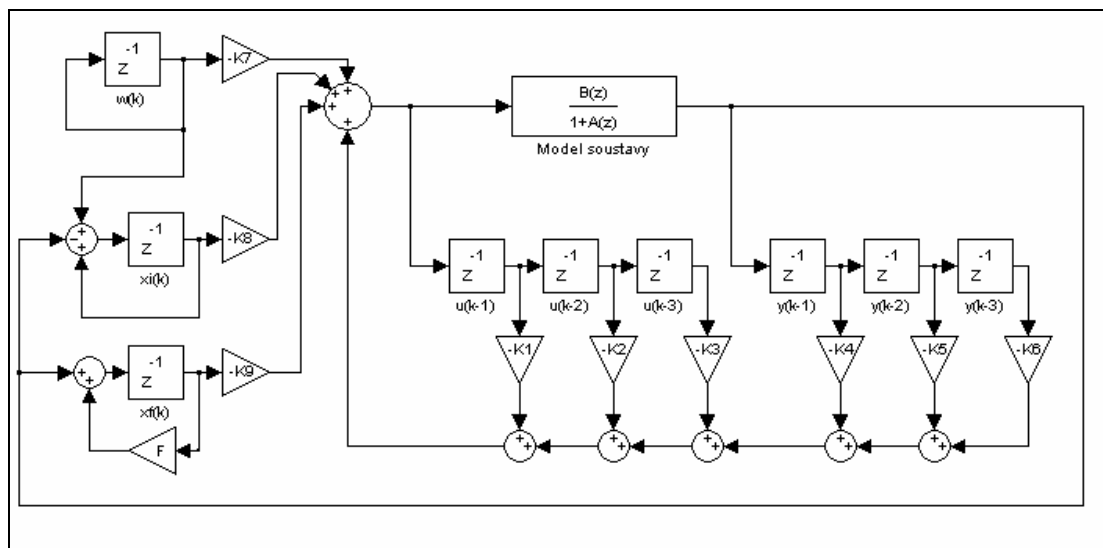 -1
Z
w(k)
-K7
+
+
+
+
B(z)
1+A(z)
Model soustavy
-
+
+
-1
Z
xi(k)
-K8
-1
Z
u(k-1)
-1
Z
u(k-2)
-1
Z
u(k-3)
-1
Z
y(k-1)
-1
Z
y(k-2)
-1
Z
y(k-3)
+
+
-1
Z
xf(k)
-K9
F
-K1
-K2
-K3
-K4
-K5
-K6
+
+
+
+
+
+
+
+
+
+